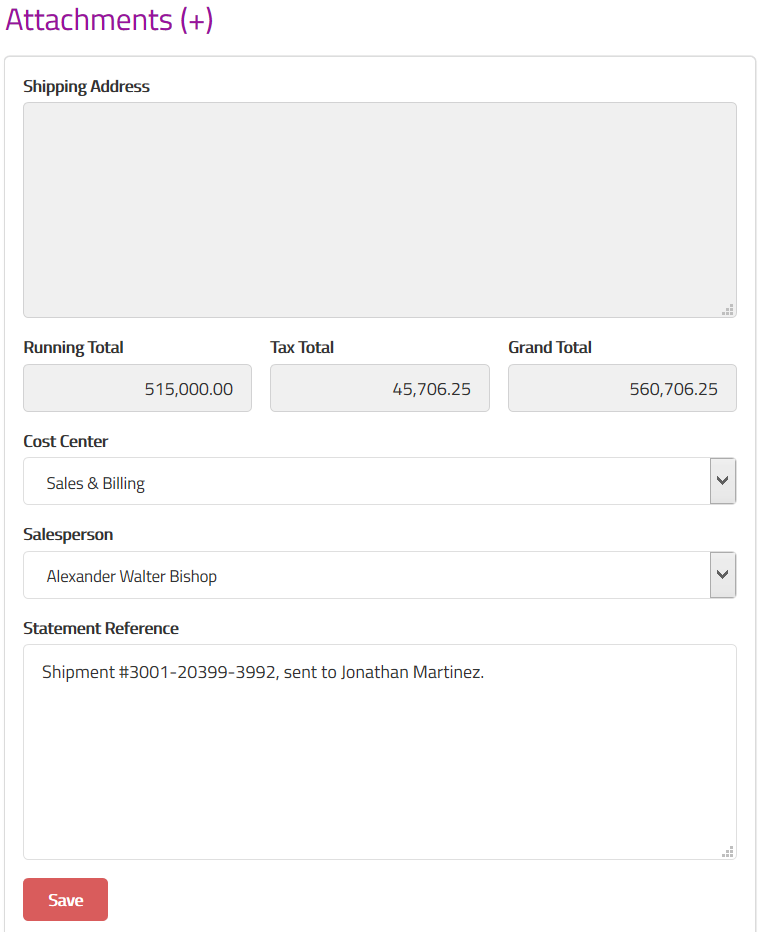 Attachments (+)
Shipping Address
Running Total Tax Total Grand Total
515,000.00 45,706.25 560,706.25
Cost Center
Sales & Billing
Salesperson
Alexander Walter Bishop
Statement Reference
Shipment #3001-20399-3992, sent to Jonathan Martinez.
Save